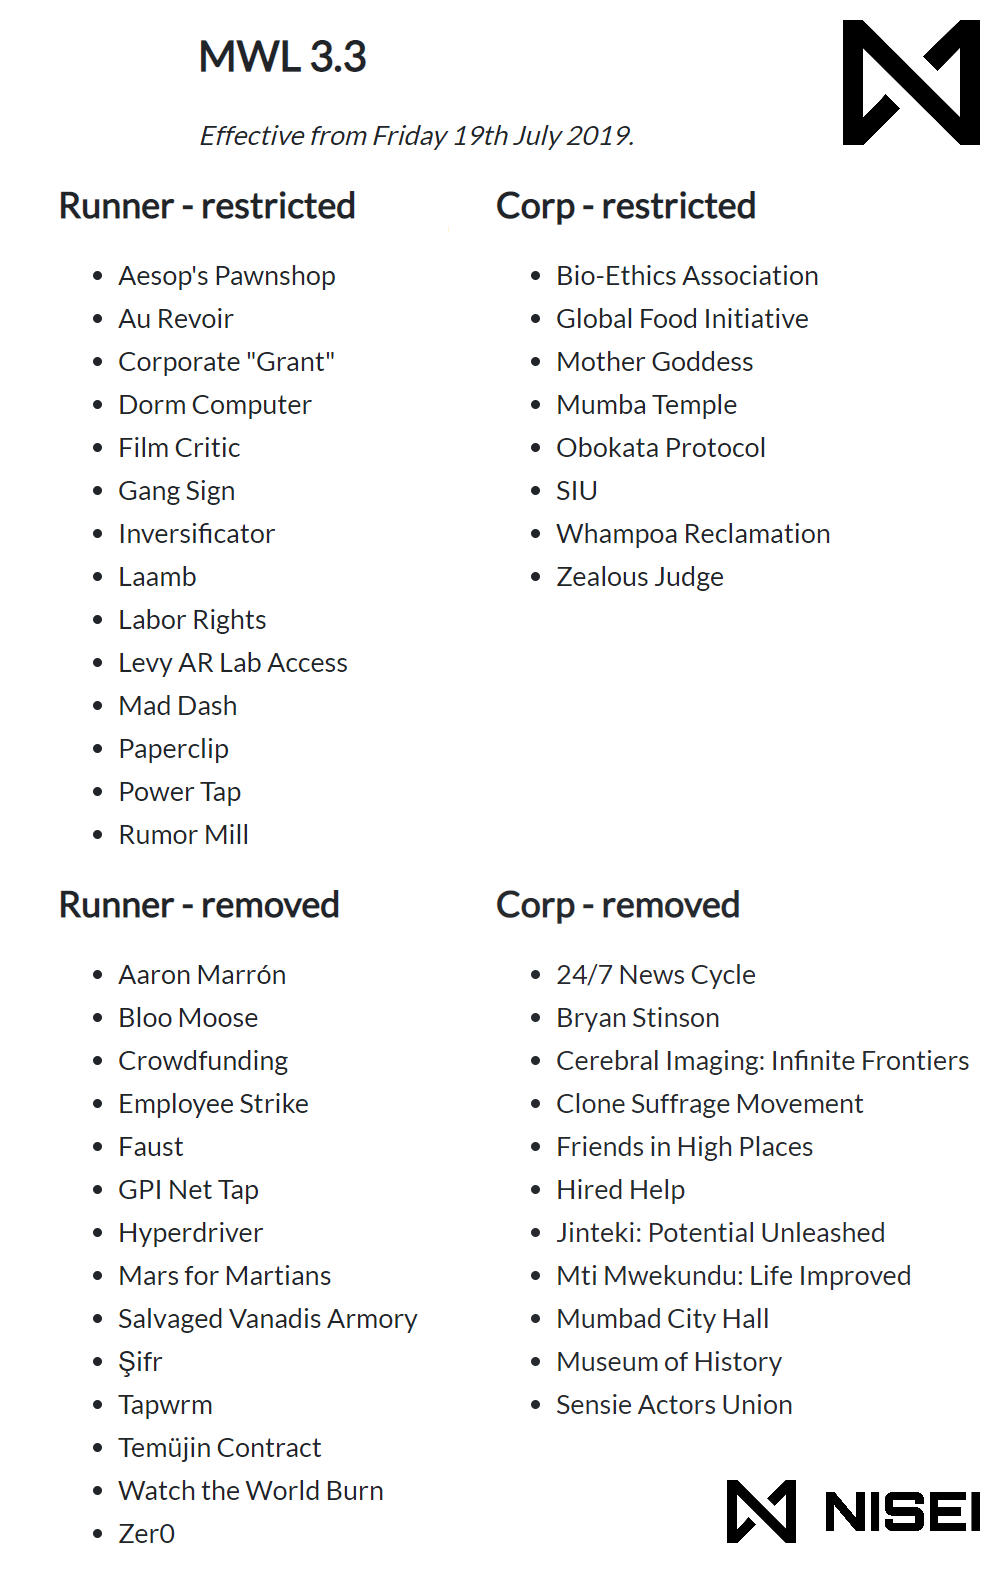 MWL 3.3
Effective from Friday 19th July 2019.
Runner - restricted
Aesop's Pawnshop
Au Revoir
Corporate "Grant"
Dorm Computer
Film Critic
Gang Sign
Inversificator
Laamb
Labor Rights
Levy AR Lab Access
Mad Dash
Paperclip
Power Tap
Rumor Mill
Corp - restricted
Bio-Ethics Association
Global Food Initiative
Mother Goddess
Mumba Temple
Obokata Protocol
SIU
Whampoa Reclamation
Zealous Judge
Runner - removed
Aaron Marrón
Bloo Moose
Crowdfunding
Employee Strike
Faust
GPI Net Tap
Hyperdriver
Mars for Martians
Salvaged Vanadis Armory
Şifr
Tapwrm
Temüjin Contract
Watch the World Burn
Zer0
Corp - removed
24/7 News Cycle
Bryan Stinson
Cerebral Imaging: Infinite Frontiers
Clone Suffrage Movement
Friends in High Places
Hired Help
Jinteki: Potential Unleashed
Mti Mwekundu: Life Improved
Mumbad City Hall
Museum of History
Sensie Actors Union
NISEI